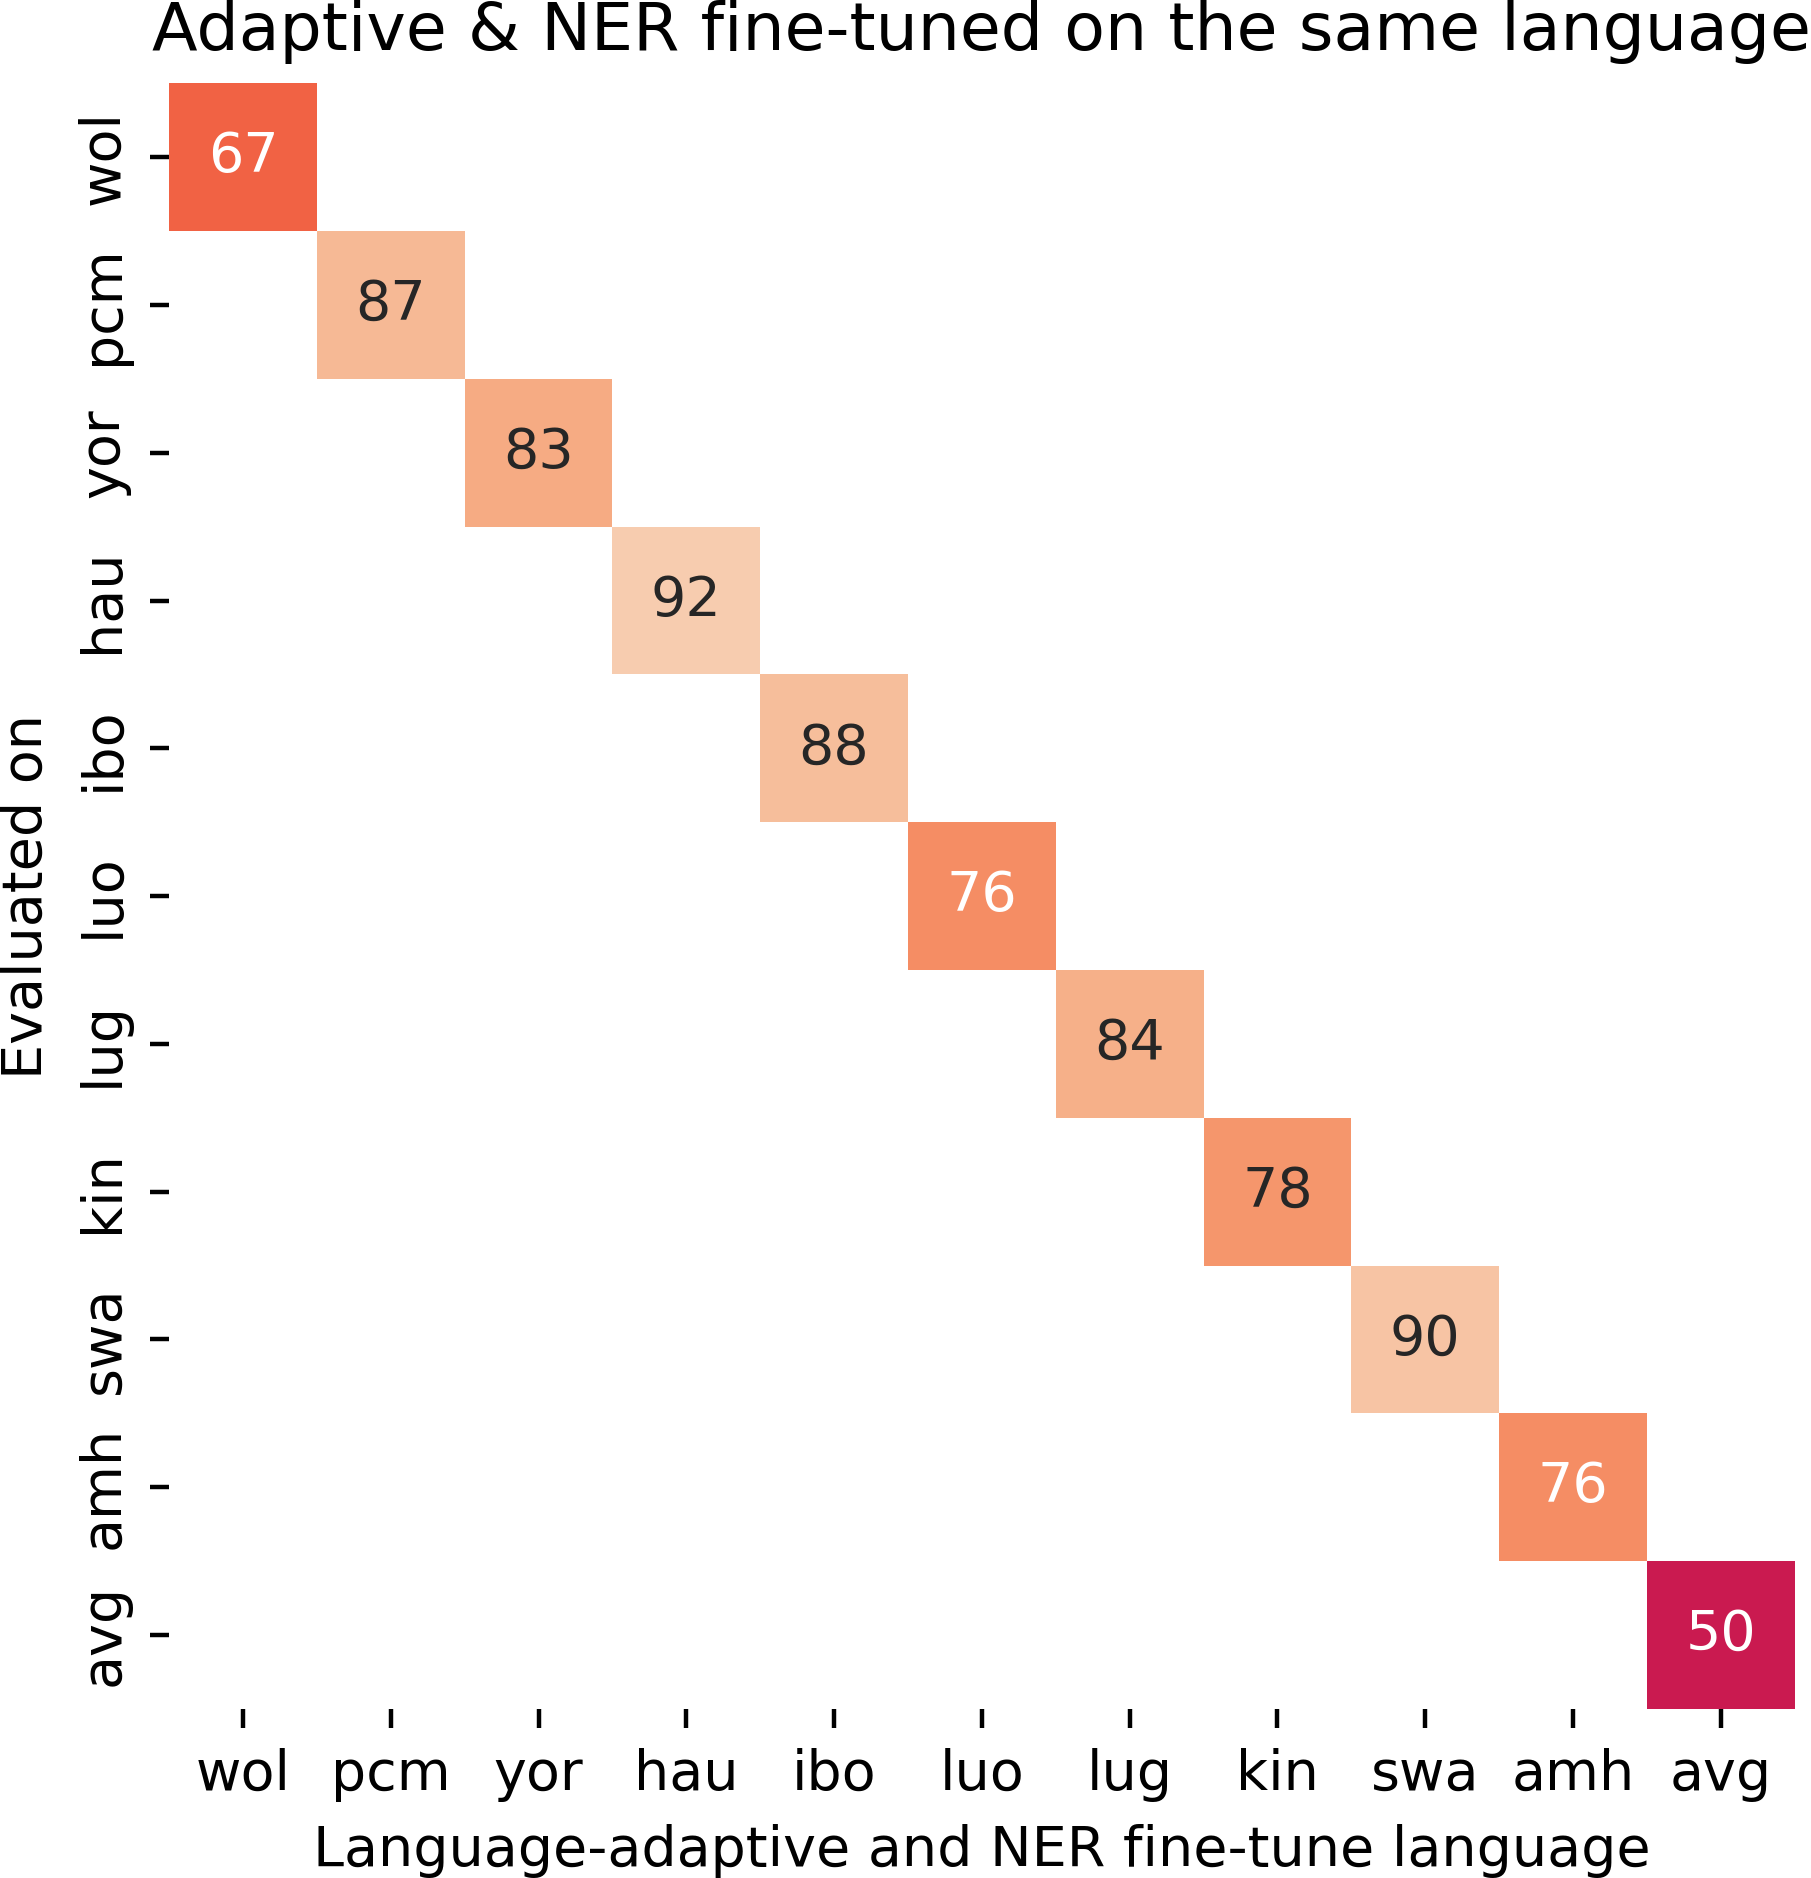 Adaptive & NER fine-tuned on the same language
Evaluated on
wol
67
pcm
87
yor
83
hau
92
ibo
88
luo
76
lug
84
kin
78
swa
90
amh
76
avg
50
wol pcm yor hau ibo luo lug kin swa amh avg
Language-adaptive and NER fine-tune language